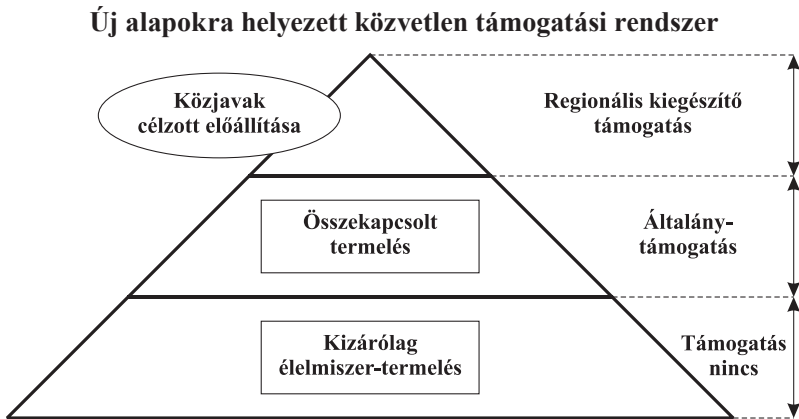 Új alapokra helyezett közvetlen támogatási rendszer
Közjavak
célzott előállítása
Regionális kiegészítő
támogatás
Összekapcsolt
termelés
Általány-
támogatás
Kizárólag
élelmiszer-termelés
Támogatás
nincs